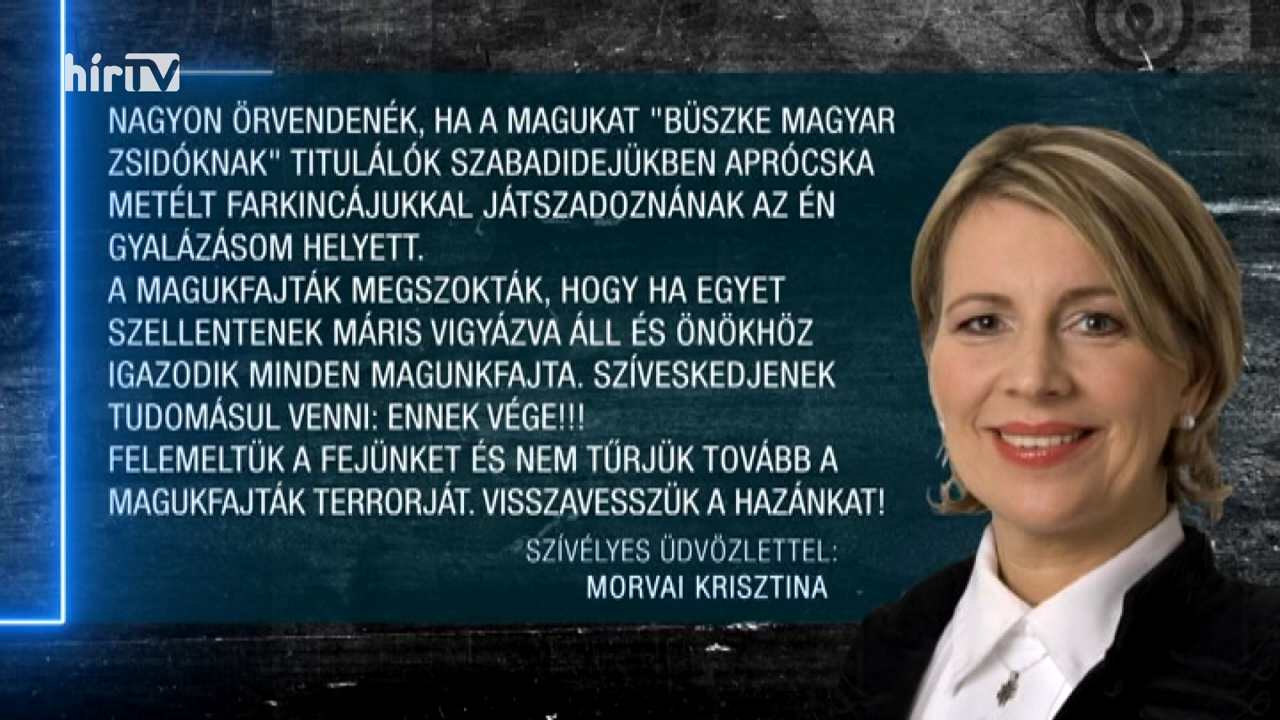 hírTV
NAGYON ÖRVENDENÉK, HA A MAGUKAT "BÜSZKE MAGYAR
ZSIDÓKNAK" TITULÁLÓK SZABADIDEJÜKBEN APRÓCSKA
METÉLT FARKINCÁJUKKAL JÁTSZADOZNÁNAK AZ ÉN
GYALÁZÁSOM HELYETT.
A MAGUKFAJTÁK MEGSZOKTÁK, HOGY HA EGYET
SZELLENTENEK MÁRIS VIGYÁZVA ÁLL ÉS ÖNÖKHÖZ
IGAZODIK MINDEN MAGUNKFAJTA. SZÍVESKEDJENEK
TUDOMÁSUL VENNI: ENNEK VÉGE!!!
FELEMELTÜK A FEJÜNKET ÉS NEM TŰRJÜK TOVÁBB A
MAGUKFAJTÁK TERRORJÁT. VISSZAVESSZÜK A HAZÁNKAT!
SZÍVÉLYES ÜDVÖZLETTEL:
MORVAI KRISZTINA